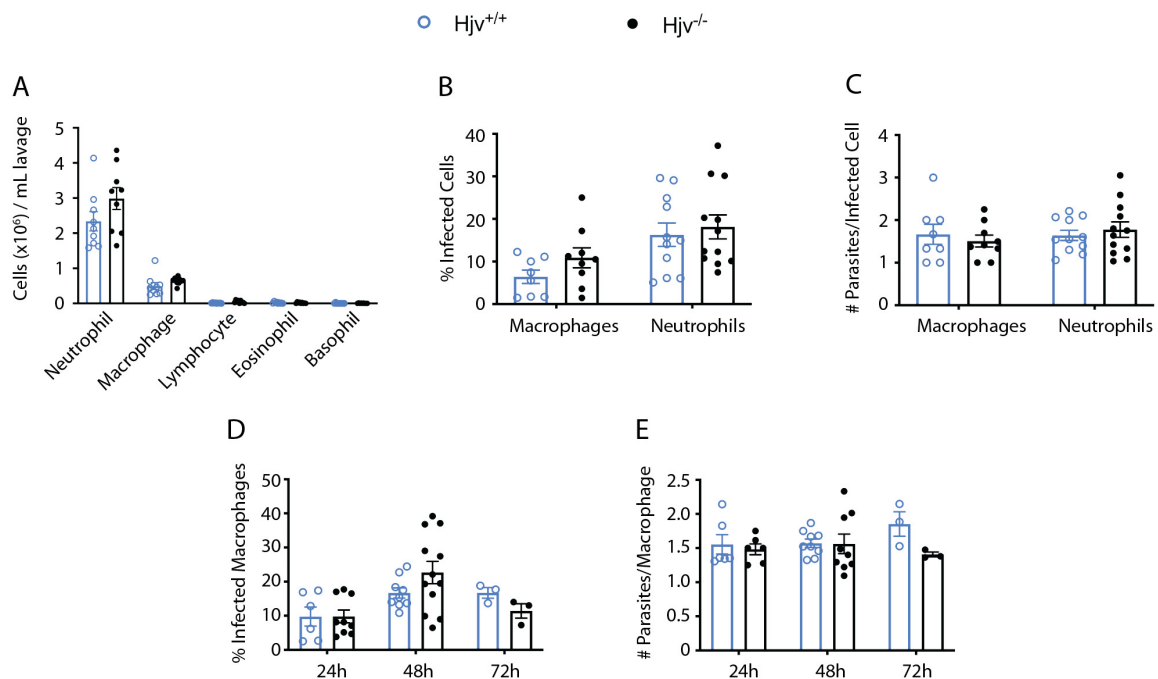 Hjv+/+ Hjv-/-
A
Cells (x10⁶) / mL lavage
5
4
3
2
1
0
Neutrophil
Macrophage
Lymphocyte
Eosinophil
Basophil
B
% Infected Cells
40
30
20
10
0
Macrophages Neutrophils
C
# Parasites/Infected Cell
4
3
2
1
0
Macrophages Neutrophils
D
% Infected Macrophages
50
40
30
20
10
0
24h 48h 72h
E
# Parasites/Macrophage
2.5
2.0
1.5
1.0
0.5
0
24h 48h 72h